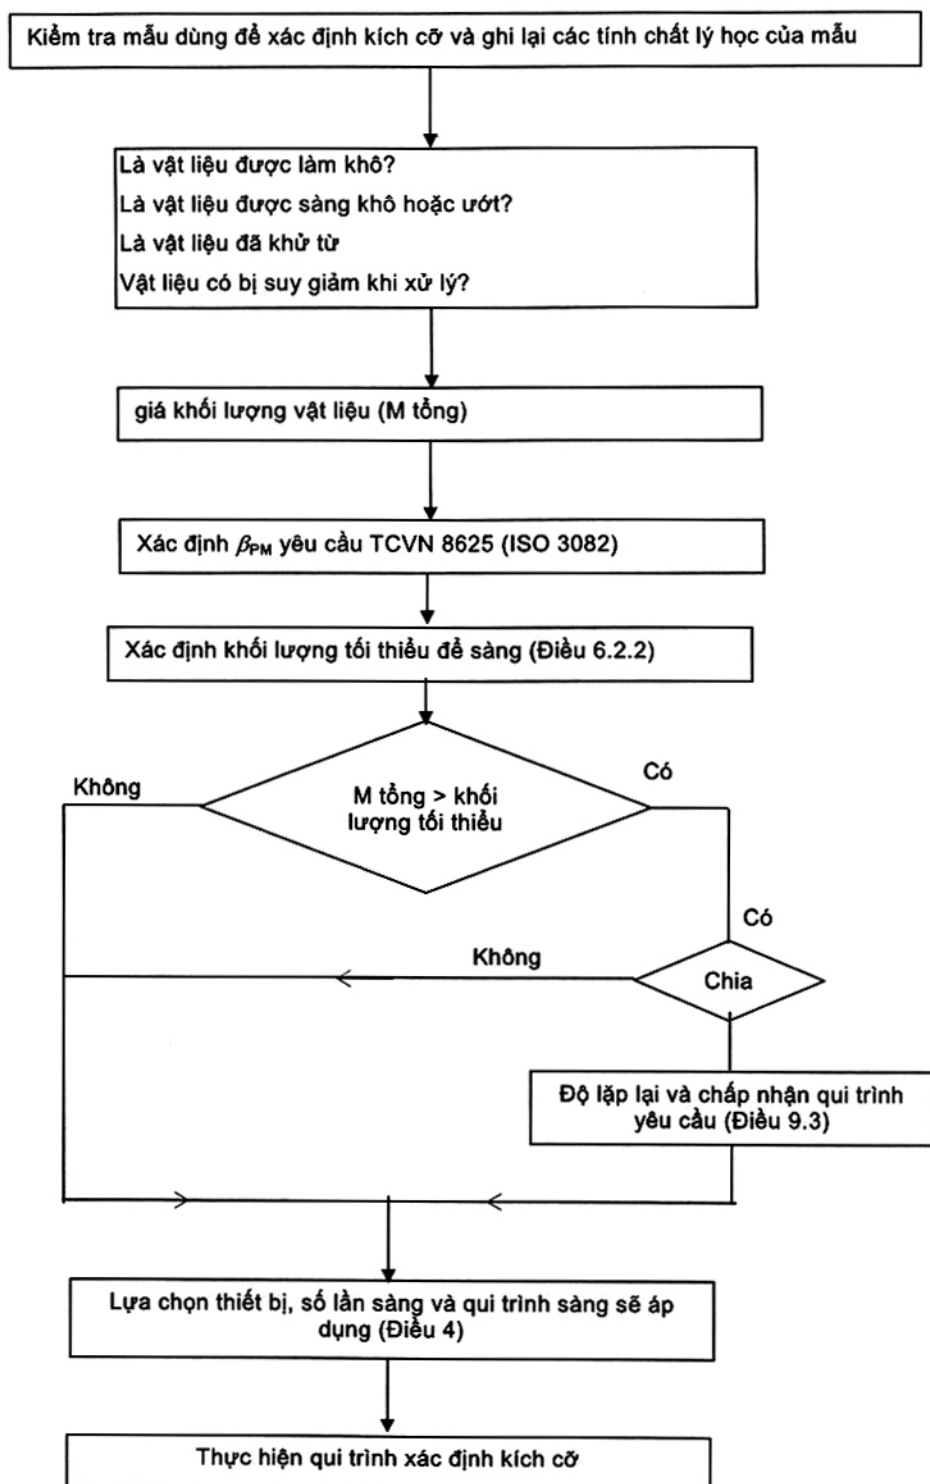 Kiểm tra mẫu dùng để xác định kích cỡ và ghi lại các tính chất lý học của mẫu
Là vật liệu được làm khô?
Là vật liệu được sàng khô hoặc ướt?
Là vật liệu đã khử từ
Vật liệu có bị suy giảm khi xử lý?
giá khối lượng vật liệu (M tổng)
Xác định βPM yêu cầu TCVN 8625 (ISO 3082)
Xác định khối lượng tối thiểu để sàng (Điều 6.2.2)
Không
Có
M tổng > khối
lượng tối thiểu
Có
Không
Chia
Độ lặp lại và chấp nhận qui trình
yêu cầu (Điều 9.3)
Lựa chọn thiết bị, số lần sàng và qui trình sàng sẽ áp
dụng (Điều 4)
Thực hiện qui trình xác định kích cỡ